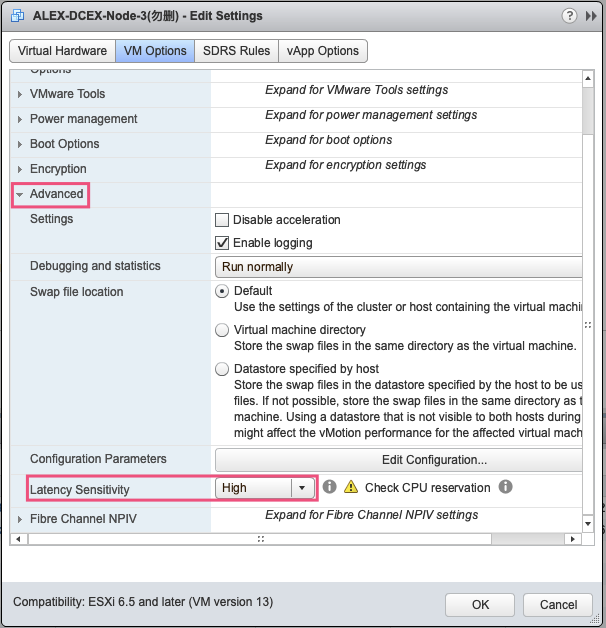 ALEX-DCEX-Node-3(勿删) - Edit Settings
Virtual Hardware
VM Options
SDRS Rules
vApp Options
Options
VMware Tools
Expand for VMware Tools settings
Power management
Expand for power management settings
Boot Options
Expand for boot options
Encryption
Expand for encryption settings
Advanced
Settings
Disable acceleration
Enable logging
Debugging and statistics
Run normally
Swap file location
Default
Use the settings of the cluster or host containing the virtual machin
Virtual machine directory
Store the swap files in the same directory as the virtual machine.
Datastore specified by host
Store the swap files in the datastore specified by the host to be us
files. If not possible, store the swap files in the same directory as t
machine. Using a datastore that is not visible to both hosts during
might affect the vMotion performance for the affected virtual mach
Configuration Parameters
Edit Configuration...
Latency Sensitivity
High
Check CPU reservation
Fibre Channel NPIV
Expand for Fibre Channel NPIV settings
Compatibility: ESXi 6.5 and later (VM version 13)
OK
Cancel